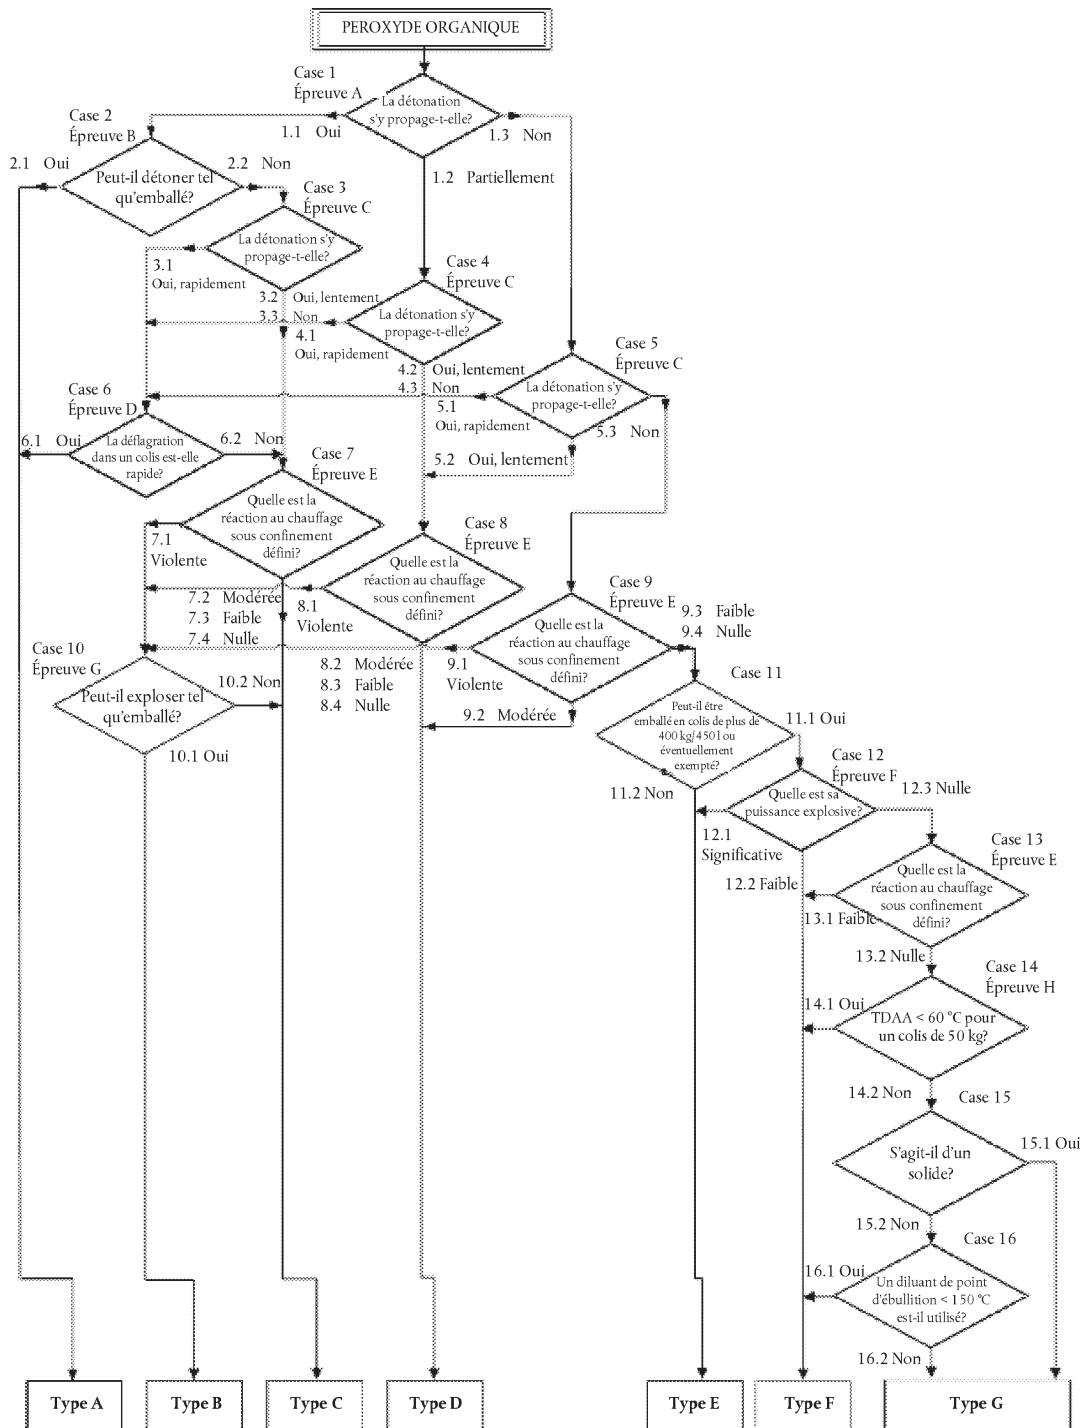 PEROXYDE ORGANIQUE
Case 1
Épreuve A
La détonation
s'y propage-t-elle?
1.1 Oui
1.3 Non
1.2 Partiellement
Case 2
Épreuve B
2.1 Oui
2.2 Non
Peut-il détoner tel
qu'emballé?
Case 3
Épreuve C
La détonation s'y
propage-t-elle?
3.1
Oui, rapidement
3.2 Oui, lentement
3.3 Non
Case 4
Épreuve C
La détonation s'y
propage-t-elle?
4.1
Oui, rapidement
4.2 Oui, lentement
4.3 Non
Case 5
Épreuve C
La détonation s'y
propage-t-elle?
5.1
Oui, rapidement
5.3 Non
5.2 Oui, lentement
Case 6
Épreuve D
6.1 Oui
6.2 Non
La déflagration
dans un colis est-elle
rapide?
Case 7
Épreuve E
Quelle est la
réaction au chauffage
sous confinement
défini?
7.1
Violente
7.2 Modérée
7.3 Faible
7.4 Nulle
Case 8
Épreuve E
Quelle est la
réaction au chauffage
sous confinement
défini?
8.1
Violente
8.2 Modérée
8.3 Faible
8.4 Nulle
Case 9
Épreuve E
Quelle est la
réaction au chauffage
sous confinement
défini?
9.3 Faible
9.4 Nulle
9.1
Violente
9.2 Modérée
Case 10
Épreuve G
Peut-il exploser tel
qu'emballé?
10.2 Non
10.1 Oui
Case 11
Peut-il être
emballé en colis de plus de
400 kg/450 l ou
éventuellement
exempté?
11.1 Oui
11.2 Non
Case 12
Épreuve F
Quelle est sa
puissance explosive?
12.3 Nulle
12.1
Significative
12.2 Faible
Case 13
Épreuve E
Quelle est la
réaction au chauffage
sous confinement
défini?
13.1 Faible
13.2 Nulle
Case 14
Épreuve H
14.1 Oui
TDAA < 60 °C pour
un colis de 50 kg?
14.2 Non
Case 15
S'agit-il d'un
solide?
15.1 Oui
15.2 Non
Case 16
16.1 Oui
Un diluant de point
d'ébullition < 150 °C
est-il utilisé?
16.2 Non
Type A
Type B
Type C
Type D
Type E
Type F
Type G